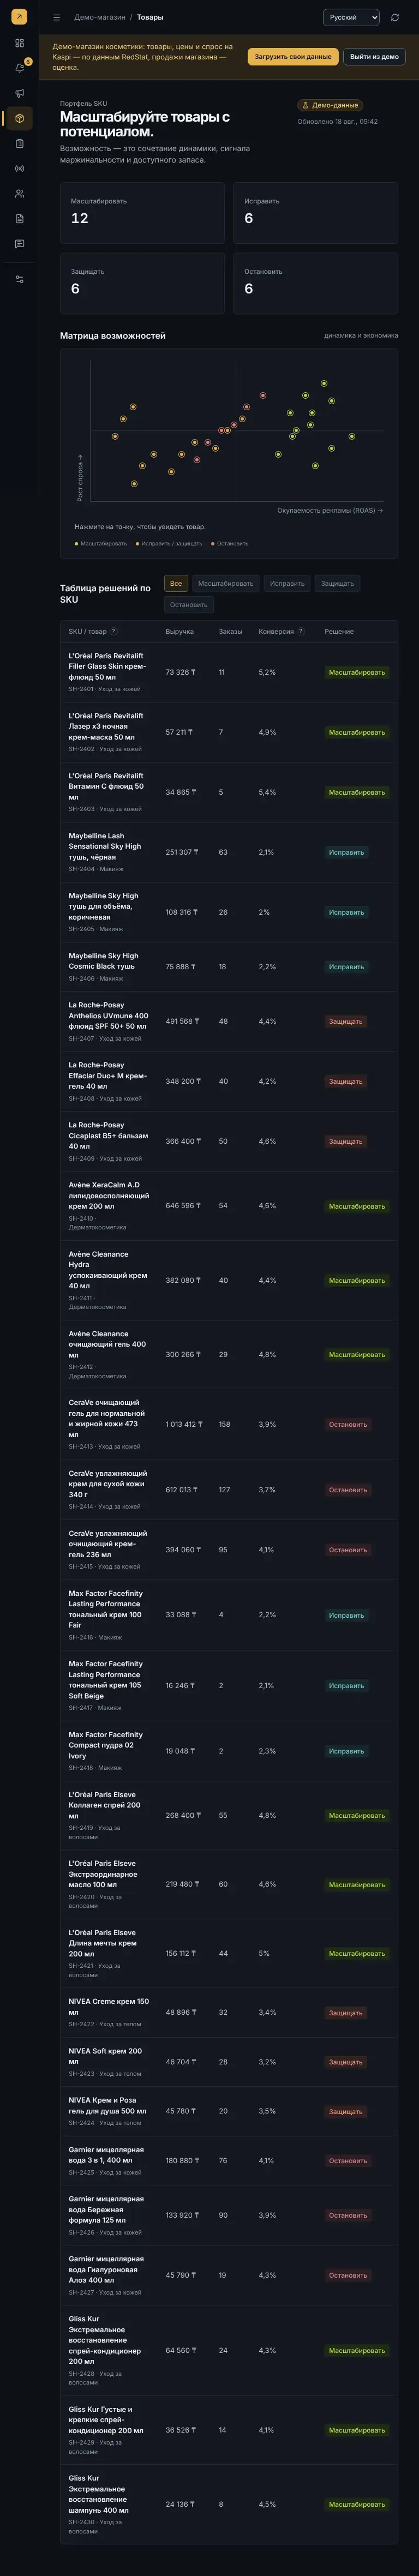 Демо-магазин / Товары
Русский
8
Демо-магазин косметики: товары, цены и спрос на
Kaspi — по данным RedStat, продажи магазина —
оценка.
Загрузить свои данные
Выйти из демо
Портфель SKU
Масштабируйте товары с
потенциалом.
Возможность — это сочетание динамики, сигнала
маржинальности и доступного запаса.
Демо-данные
Обновлено 18 авг., 09:42
Масштабировать
12
Исправить
6
Защищать
6
Остановить
6
Матрица возможностей
динамика и экономика
Рост спроса →
Окупаемость рекламы (ROAS) →
Нажмите на точку, чтобы увидеть товар.
Масштабировать
Исправить / защищать
Остановить
Таблица решений по
SKU
Все
Масштабировать
Исправить
Защищать
Остановить
SKU / товар ? Выручка Заказы Конверсия ? Решение
L'Oréal Paris Revitalift
Filler Glass Skin крем-
флюид 50 мл
SH-2401 · Уход за кожей
73 326 ₸ 11 5,2% Масштабировать
L'Oréal Paris Revitalift
Лазер x3 ночная
крем-маска 50 мл
SH-2402 · Уход за кожей
57 211 ₸ 7 4,9% Масштабировать
L'Oréal Paris Revitalift
Витамин С флюид 50
мл
SH-2403 · Уход за кожей
34 865 ₸ 5 5,4% Масштабировать
Maybelline Lash
Sensational Sky High
тушь, чёрная
SH-2404 · Макияж
251 307 ₸ 63 2,1% Исправить
Maybelline Sky High
тушь для объёма,
коричневая
SH-2405 · Макияж
108 316 ₸ 26 2% Исправить
Maybelline Sky High
Cosmic Black тушь
SH-2406 · Макияж
75 888 ₸ 18 2,2% Исправить
La Roche-Posay
Anthelios UVmune 400
флюид SPF 50+ 50 мл
SH-2407 · Уход за кожей
491 568 ₸ 48 4,4% Защищать
La Roche-Posay
Effaclar Duo+ M крем-
гель 40 мл
SH-2408 · Уход за кожей
348 200 ₸ 40 4,2% Защищать
La Roche-Posay
Cicaplast B5+ бальзам
40 мл
SH-2409 · Уход за кожей
366 400 ₸ 50 4,6% Защищать
Avène XeraCalm A.D
липидовосполняющий
крем 200 мл
SH-2410 ·
Дерматокосметика
646 596 ₸ 54 4,6% Масштабировать
Avène Cleanance
Hydra
успокаивающий крем
40 мл
SH-2411 ·
Дерматокосметика
382 080 ₸ 40 4,4% Масштабировать
Avène Cleanance
очищающий гель 400
мл
SH-2412 ·
Дерматокосметика
300 266 ₸ 29 4,8% Масштабировать
CeraVe очищающий
гель для нормальной
и жирной кожи 473
мл
SH-2413 · Уход за кожей
1 013 412 ₸ 158 3,9% Остановить
CeraVe увлажняющий
крем для сухой кожи
340 г
SH-2414 · Уход за кожей
612 013 ₸ 127 3,7% Остановить
CeraVe увлажняющий
очищающий крем-
гель 236 мл
SH-2415 · Уход за кожей
394 060 ₸ 95 4,1% Остановить
Max Factor Facefinity
Lasting Performance
тональный крем 100
Fair
SH-2416 · Макияж
33 088 ₸ 4 2,2% Исправить
Max Factor Facefinity
Lasting Performance
тональный крем 105
Soft Beige
SH-2417 · Макияж
16 246 ₸ 2 2,1% Исправить
Max Factor Facefinity
Compact пудра 02
Ivory
SH-2418 · Макияж
19 048 ₸ 2 2,3% Исправить
L'Oréal Paris Elseve
Коллаген спрей 200
мл
SH-2419 · Уход за
волосами
268 400 ₸ 55 4,8% Масштабировать
L'Oréal Paris Elseve
Экстраординарное
масло 100 мл
SH-2420 · Уход за
волосами
219 480 ₸ 60 4,6% Масштабировать
L'Oréal Paris Elseve
Длина мечты крем
200 мл
SH-2421 · Уход за
волосами
156 112 ₸ 44 5% Масштабировать
NIVEA Creme крем 150
мл
SH-2422 · Уход за телом
48 896 ₸ 32 3,4% Защищать
NIVEA Soft крем 200
мл
SH-2423 · Уход за телом
46 704 ₸ 28 3,2% Защищать
NIVEA Крем и Роза
гель для душа 500 мл
SH-2424 · Уход за телом
45 780 ₸ 20 3,5% Защищать
Garnier мицеллярная
вода 3 в 1, 400 мл
SH-2425 · Уход за кожей
180 880 ₸ 76 4,1% Остановить
Garnier мицеллярная
вода Бережная
формула 125 мл
SH-2426 · Уход за кожей
133 920 ₸ 90 3,9% Остановить
Garnier мицеллярная
вода Гиалуроновая
Алоэ 400 мл
SH-2427 · Уход за кожей
45 790 ₸ 19 4,3% Остановить
Gliss Kur
Экстремальное
восстановление
спрей-кондиционер
200 мл
SH-2428 · Уход за
волосами
64 560 ₸ 24 4,3% Масштабировать
Gliss Kur Густые и
крепкие спрей-
кондиционер 200 мл
SH-2429 · Уход за
волосами
36 526 ₸ 14 4,1% Масштабировать
Gliss Kur
Экстремальное
восстановление
шампунь 400 мл
SH-2430 · Уход за
волосами
24 136 ₸ 8 4,5% Масштабировать